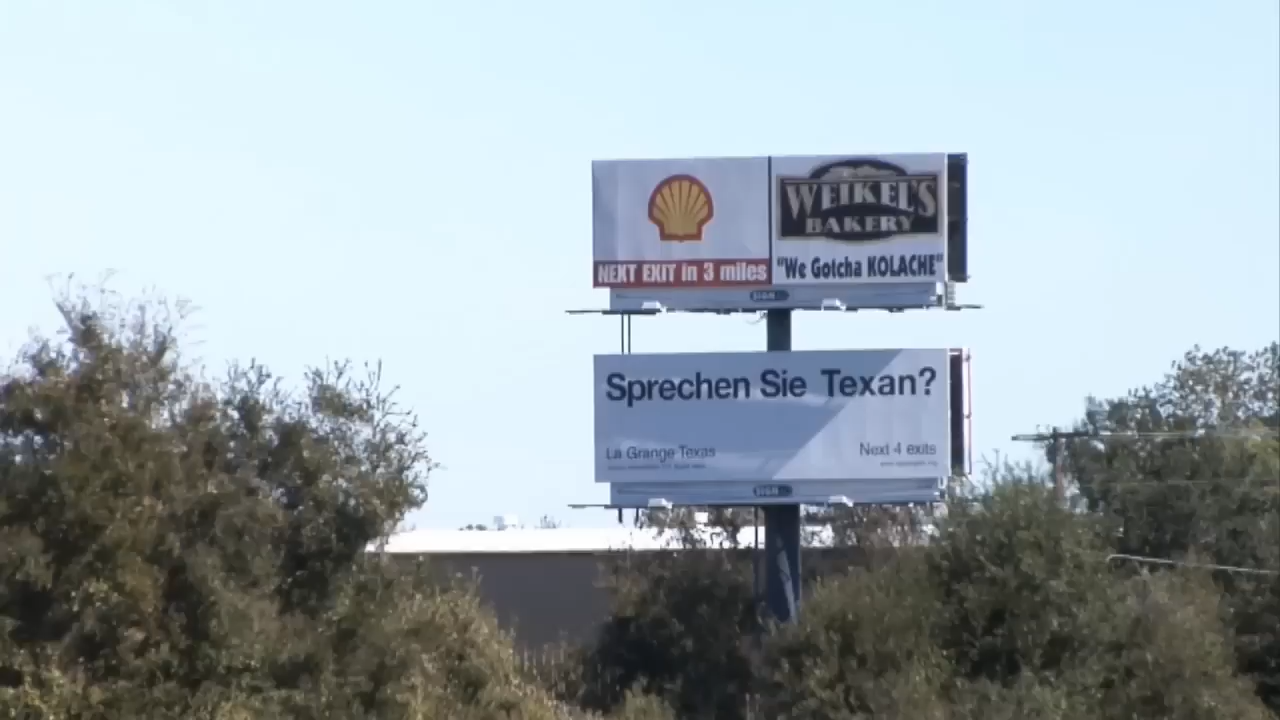 NEXT EXIT in 3 miles
WEIKEL'S
BAKERY
"We Gotcha KOLACHE"
Sprechen Sie Texan?
La Grange Texas
Next 4 exits